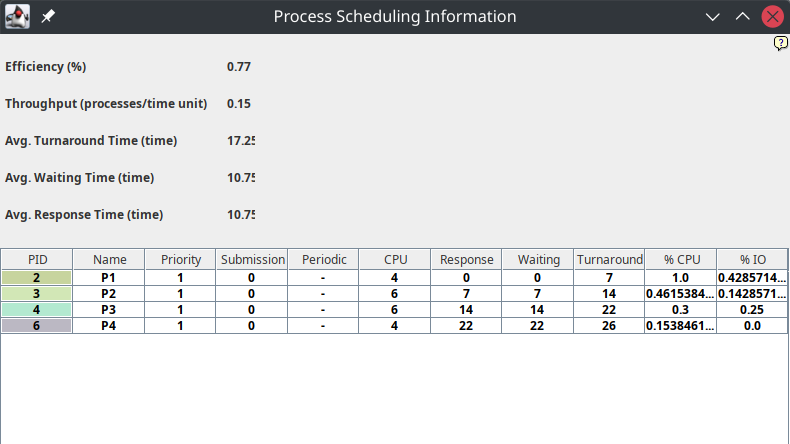 Process Scheduling Information
?
Efficiency (%) 0.77
Throughput (processes/time unit) 0.15
Avg. Turnaround Time (time) 17.25
Avg. Waiting Time (time) 10.75
Avg. Response Time (time) 10.75
PID Name Priority Submission Periodic CPU Response Waiting Turnaround % CPU % IO
2 P1 1 0 - 4 0 0 7 1.0 0.4285714...
3 P2 1 0 - 6 7 7 14 0.4615384... 0.1428571...
4 P3 1 0 - 6 14 14 22 0.3 0.25
6 P4 1 0 - 4 22 22 26 0.1538461... 0.0